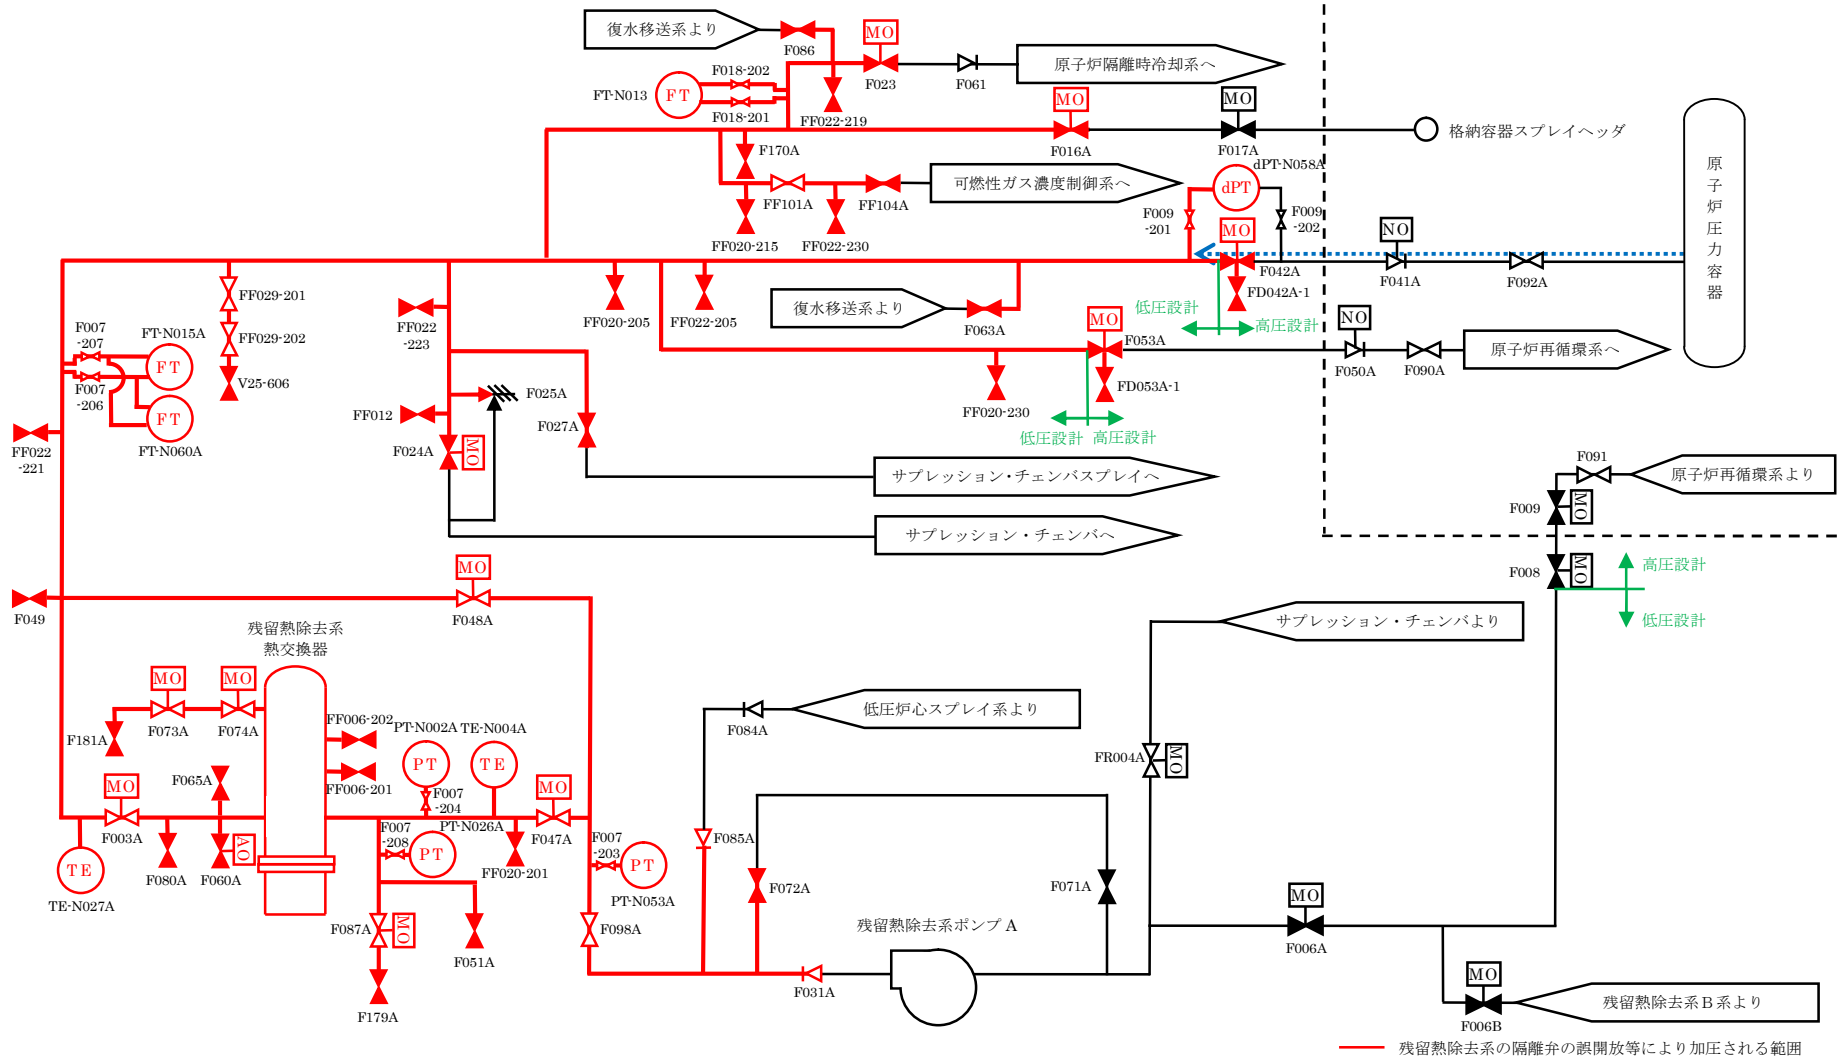 復水移送系より
F086
MO
F023
F061
原子炉隔離時冷却系へ
F018-202
FT-N013
FT
F018-201
FF022-219
MO
F016A
MO
F017A
格納容器スプレイヘッダ
F170A
FF101A
FF104A
可燃性ガス濃度制御系へ
FF020-215
FF022-230
dPT-N058A
dPT
F009
-201
F009
-202
MO
F042A
FD042A-1
NO
F041A
F092A
原子炉圧力容器
低圧設計
高圧設計
FF029-201
FF029-202
V25-606
F007
-207
FT-N015A
FT
F007
-206
FT
FT-N060A
FF022
-221
FF022
-223
FF020-205
FF022-205
復水移送系より
F063A
MO
F053A
FD053A-1
FF020-230
低圧設計
高圧設計
NO
F050A
F090A
原子炉再循環系へ
F025A
FF012
F024A
MO
F027A
サプレッション・チェンバスプレイへ
サプレッション・チェンバへ
F091
原子炉再循環系より
F009
MO
F008
MO
高圧設計
低圧設計
F049
MO
F048A
残留熱除去系
熱交換器
サプレッション・チェンバより
MO
F073A
MO
F074A
F181A
FF006-202
FF006-201
PT-N002A
PT
F007
-204
TE-N004A
TE
MO
F047A
低圧炉心スプレイ系より
F084A
FR004A
MO
F065A
MO
F003A
TE
TE-N027A
F080A
F060A
AO
F007
-208
PT-N026A
PT
FF020-201
F007
-203
PT
PT-N053A
F085A
F072A
F071A
F087A
MO
F051A
F179A
F098A
F031A
残留熱除去系ポンプ A
MO
F006A
MO
F006B
残留熱除去系B系より
残留熱除去系の隔離弁の誤開放等により加圧される範囲